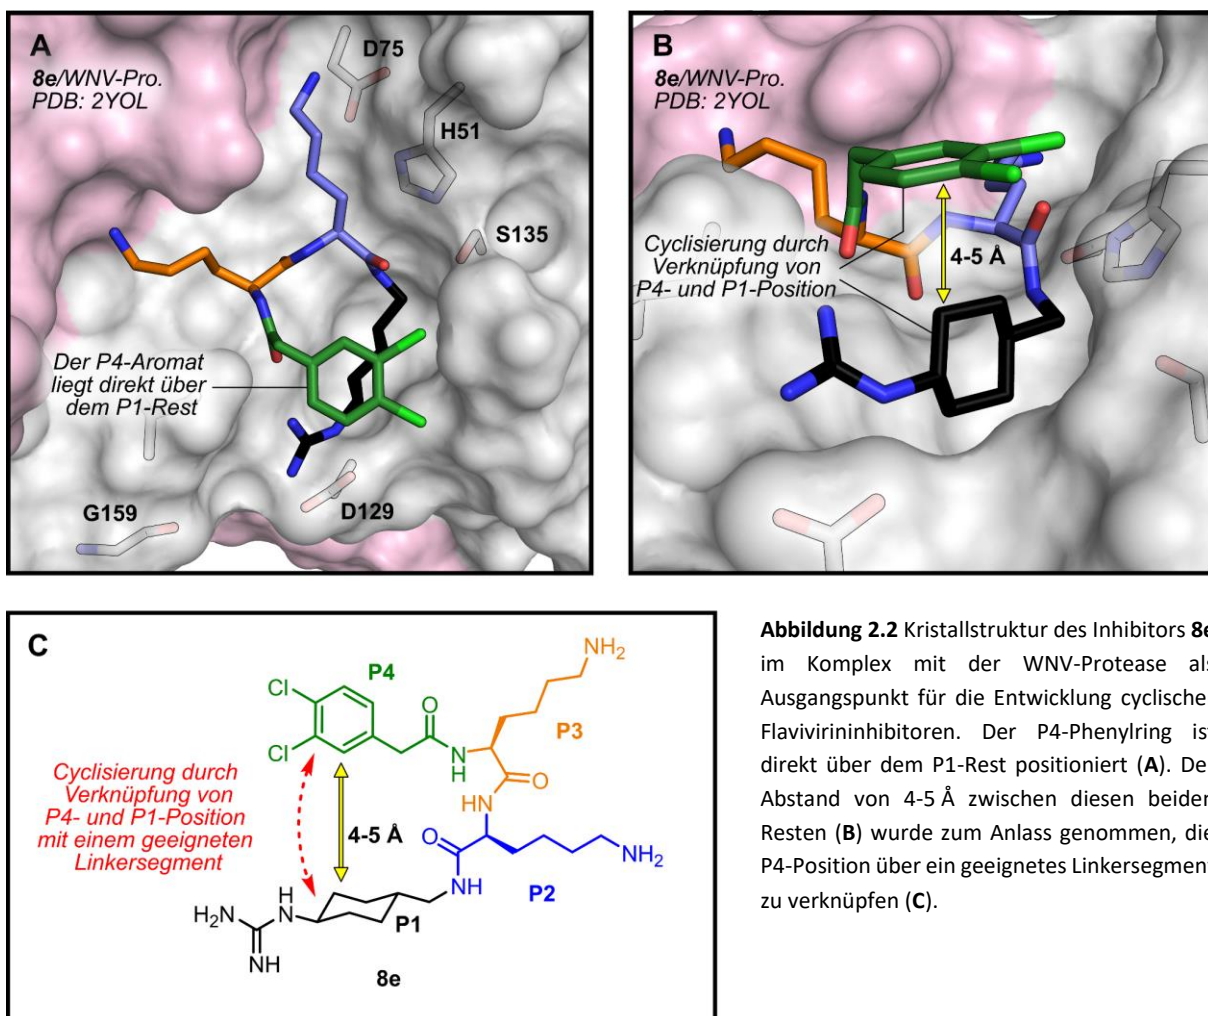 A
8e/WNV-Pro.
PDB: 2YOL
D75
H51
S135
Der P4-Aromat
liegt direkt über
dem P1-Rest
G159
D129
B
8e/WNV-Pro.
PDB: 2YOL
Cyclisierung durch
Verknüpfung von
P4- und P1-Position
4-5 Å
C
NH2
P4
Cl
O
P3
Cl
N
H
O
Cyclisierung durch
Verknüpfung von
P4- und P1-Position
mit einem geeigneten
Linkersegment
4-5 Å
NH
O
NH2
NH
P2
H
H2N
N
P1
NH
8e
Abbildung 2.2 Kristallstruktur des Inhibitors 8e
im Komplex mit der WNV-Protease als
Ausgangspunkt für die Entwicklung cyclischer
Flavivirininhibitoren. Der P4-Phenylring ist
direkt über dem P1-Rest positioniert (A). Der
Abstand von 4-5 Å zwischen diesen beiden
Resten (B) wurde zum Anlass genommen, die
P4-Position über ein geeignetes Linkersegment
zu verknüpfen (C).